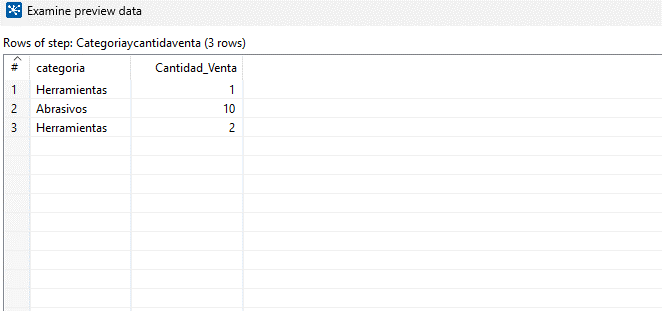 Examine preview data
Rows of step: Categoriaycantidaventa (3 rows)
# categoria Cantidad_Venta
1 Herramientas 1
2 Abrasivos 10
3 Herramientas 2